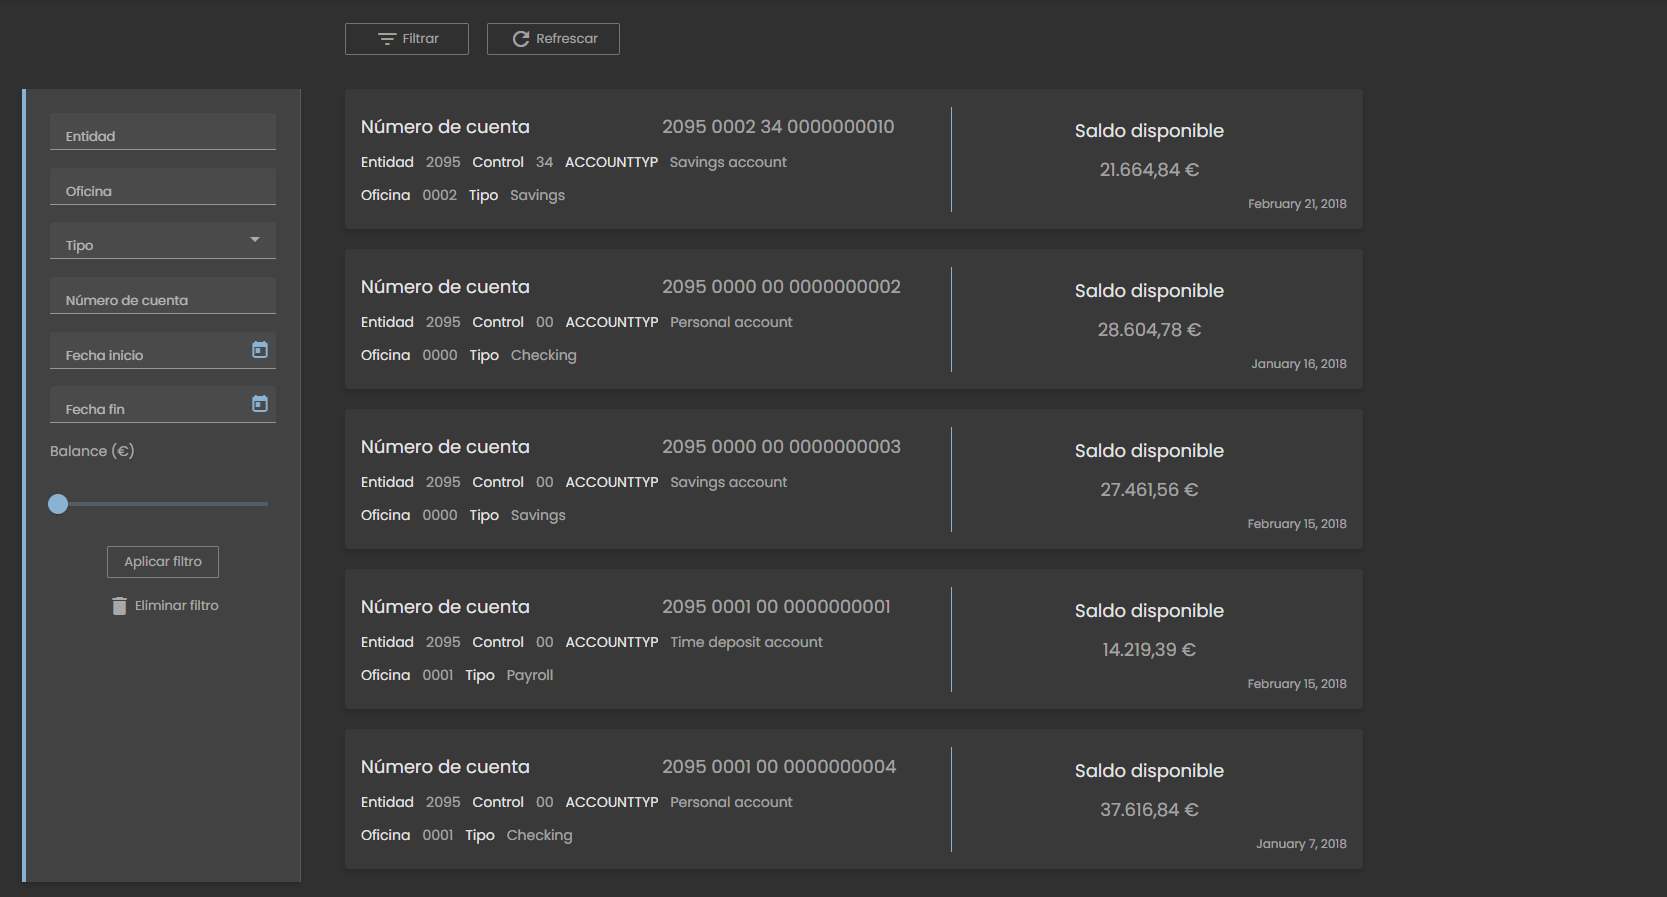 Filtrar
Refrescar
Entidad
Oficina
Tipo
Número de cuenta
Fecha inicio
Fecha fin
Balance (€)
Aplicar filtro
Eliminar filtro
Número de cuenta 2095 0002 34 0000000010
Entidad 2095 Control 34 ACCOUNTTYP Savings account
Oficina 0002 Tipo Savings
Saldo disponible
21.664,84 €
February 21, 2018
Número de cuenta 2095 0000 00 0000000002
Entidad 2095 Control 00 ACCOUNTTYP Personal account
Oficina 0000 Tipo Checking
Saldo disponible
28.604,78 €
January 16, 2018
Número de cuenta 2095 0000 00 0000000003
Entidad 2095 Control 00 ACCOUNTTYP Savings account
Oficina 0000 Tipo Savings
Saldo disponible
27.461,56 €
February 15, 2018
Número de cuenta 2095 0001 00 0000000001
Entidad 2095 Control 00 ACCOUNTTYP Time deposit account
Oficina 0001 Tipo Payroll
Saldo disponible
14.219,39 €
February 15, 2018
Número de cuenta 2095 0001 00 0000000004
Entidad 2095 Control 00 ACCOUNTTYP Personal account
Oficina 0001 Tipo Checking
Saldo disponible
37.616,84 €
January 7, 2018